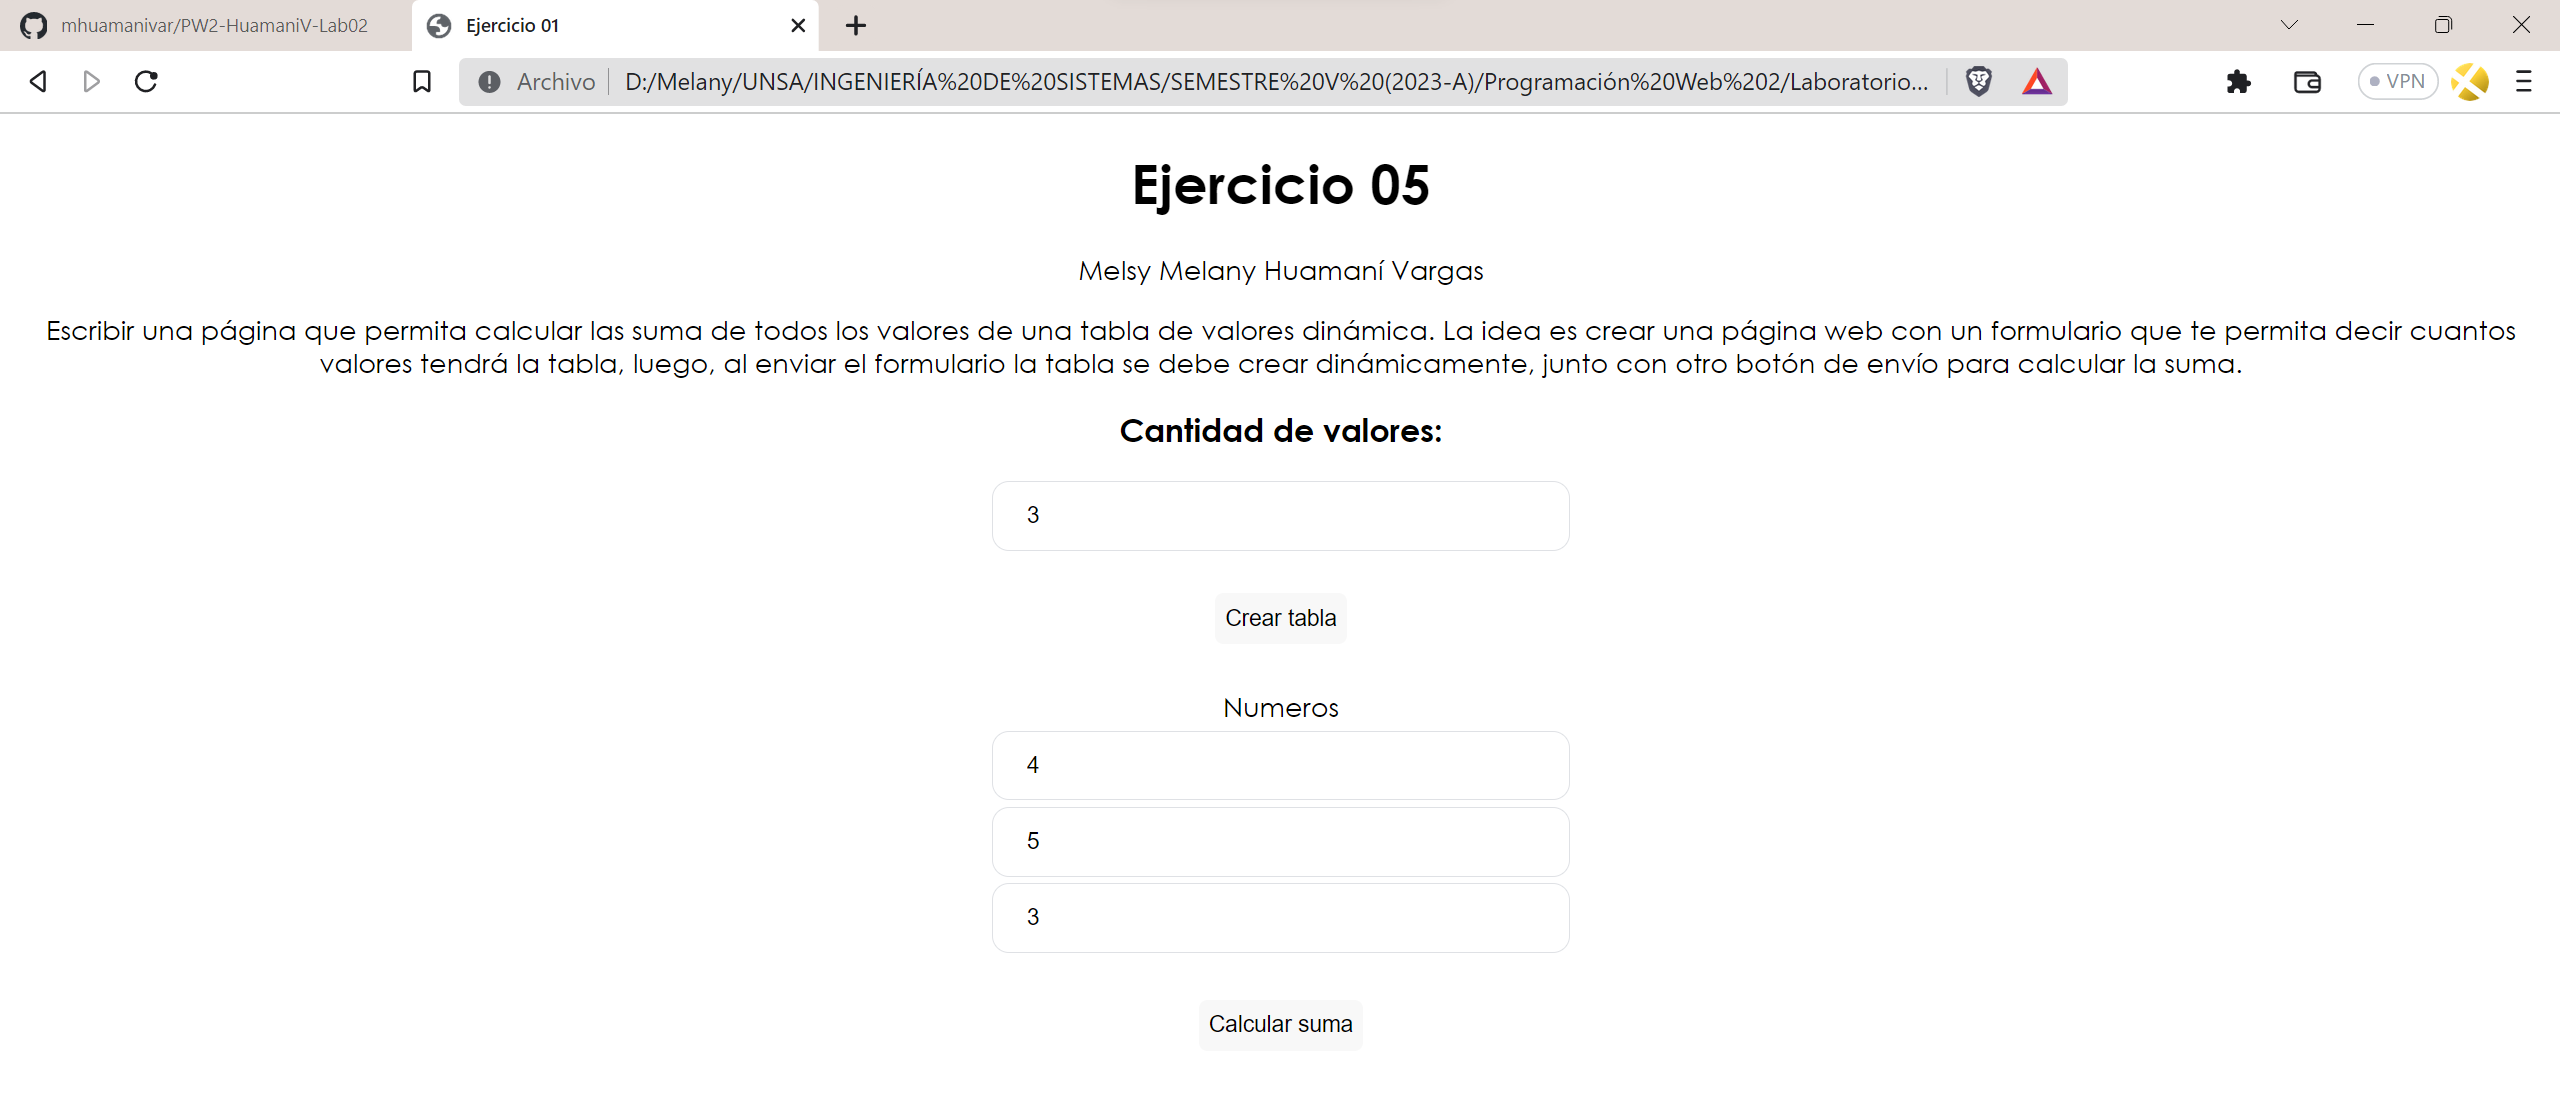 mhuamanivar/PW2-HuamaniV-Lab02
Ejercicio 01
Archivo
D:/Melany/UNSA/INGENIERÍA%20DE%20SISTEMAS/SEMESTRE%20V%20(2023-A)/Programación%20Web%202/Laboratorio...
VPN
Ejercicio 05
Melsy Melany Huamaní Vargas
Escribir una página que permita calcular las suma de todos los valores de una tabla de valores dinámica. La idea es crear una página web con un formulario que te permita decir cuantos
valores tendrá la tabla, luego, al enviar el formulario la tabla se debe crear dinámicamente, junto con otro botón de envío para calcular la suma.
Cantidad de valores:
3
Crear tabla
Numeros
4
5
3
Calcular suma